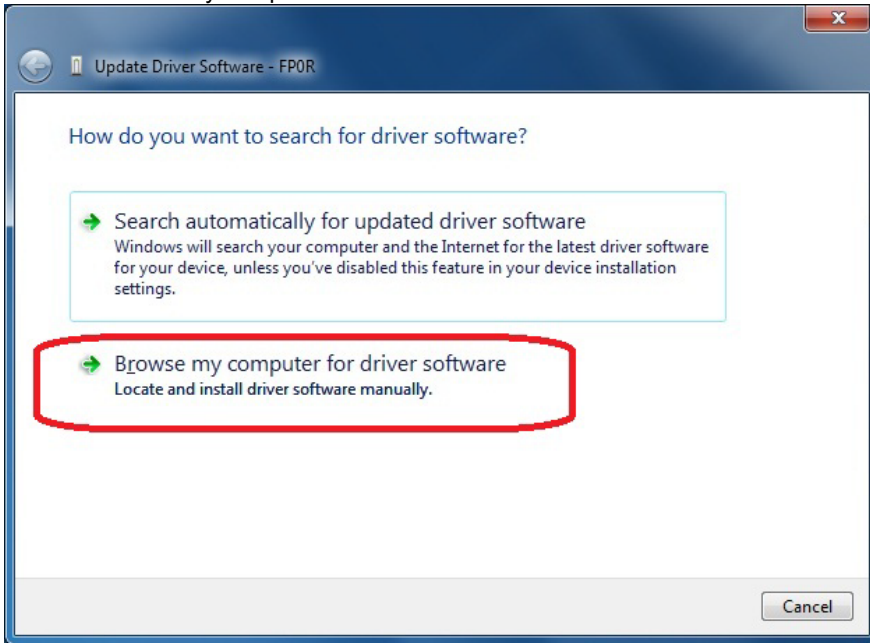 Update Driver Software - FP0R
How do you want to search for driver software?
Search automatically for updated driver software
Windows will search your computer and the Internet for the latest driver software
for your device, unless you've disabled this feature in your device installation
settings.
Browse my computer for driver software
Locate and install driver software manually.
Cancel